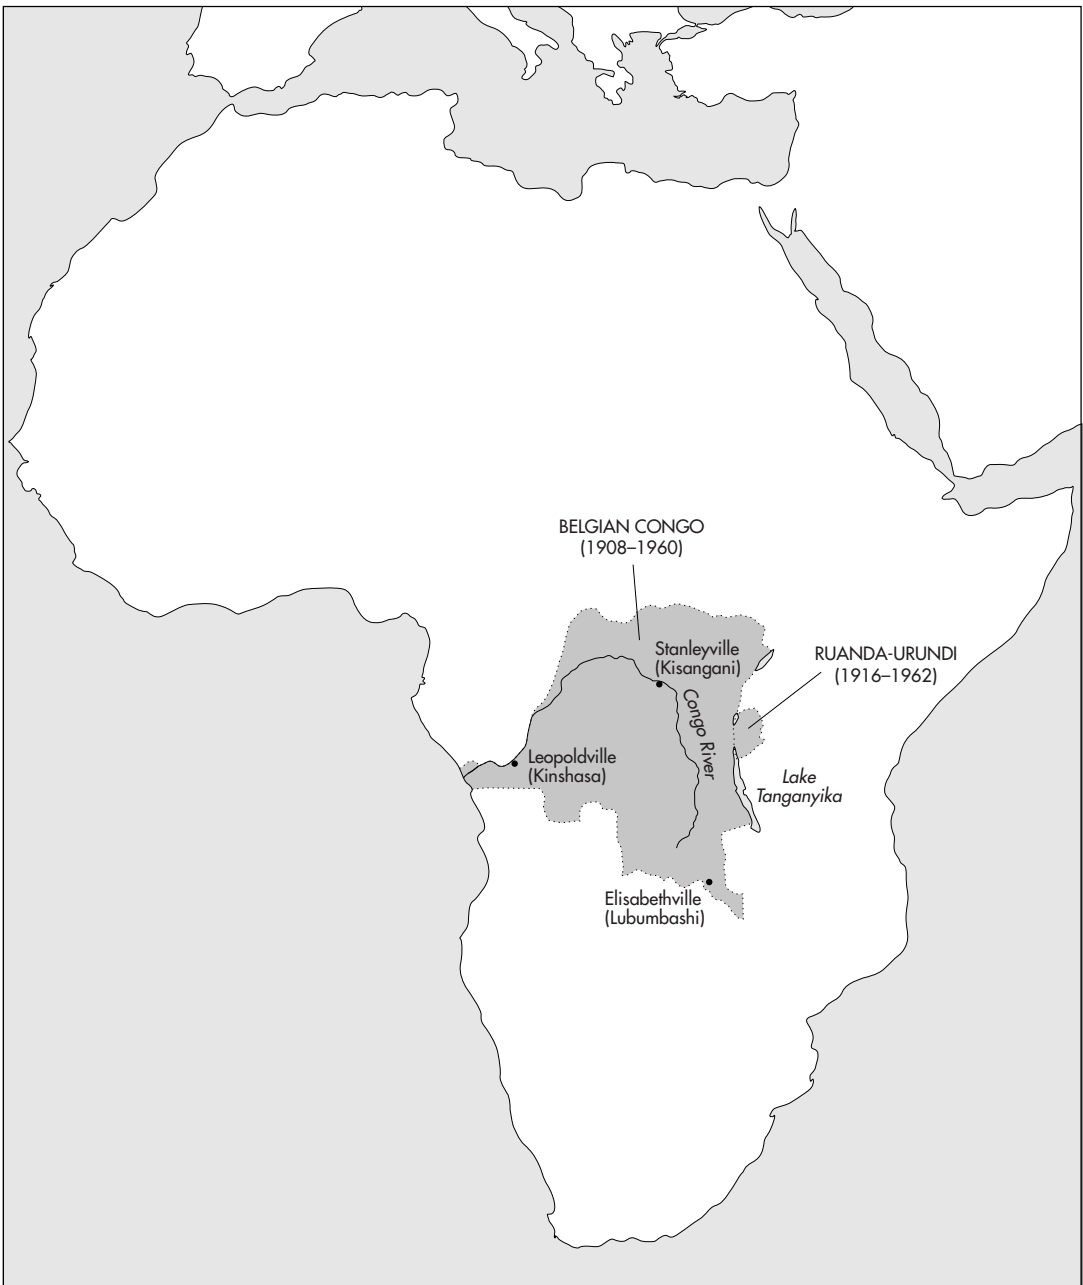 BELGIAN CONGO
(1908–1960)
Stanleyville
(Kisangani)
RUANDA-URUNDI
(1916–1962)
Congo River
Leopoldville
(Kinshasa)
Lake
Tanganyika
Elisabethville
(Lubumbashi)